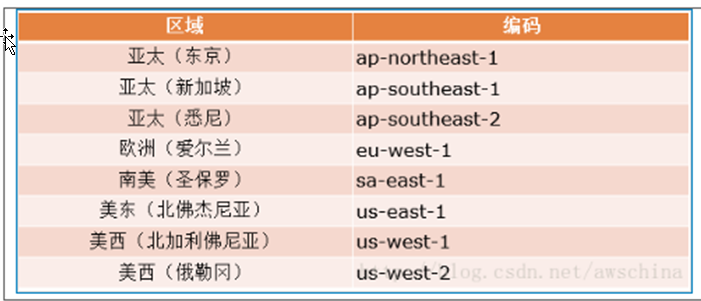 区域 编码
亚太（东京） ap-northeast-1
亚太（新加坡） ap-southeast-1
亚太（悉尼） ap-southeast-2
欧洲（爱尔兰） eu-west-1
南美（圣保罗） sa-east-1
美东（北佛杰尼亚） us-east-1
美西（北加利佛尼亚） us-west-1
美西（俄勒冈） us-west-2
http://blog.csdn.net/awschina